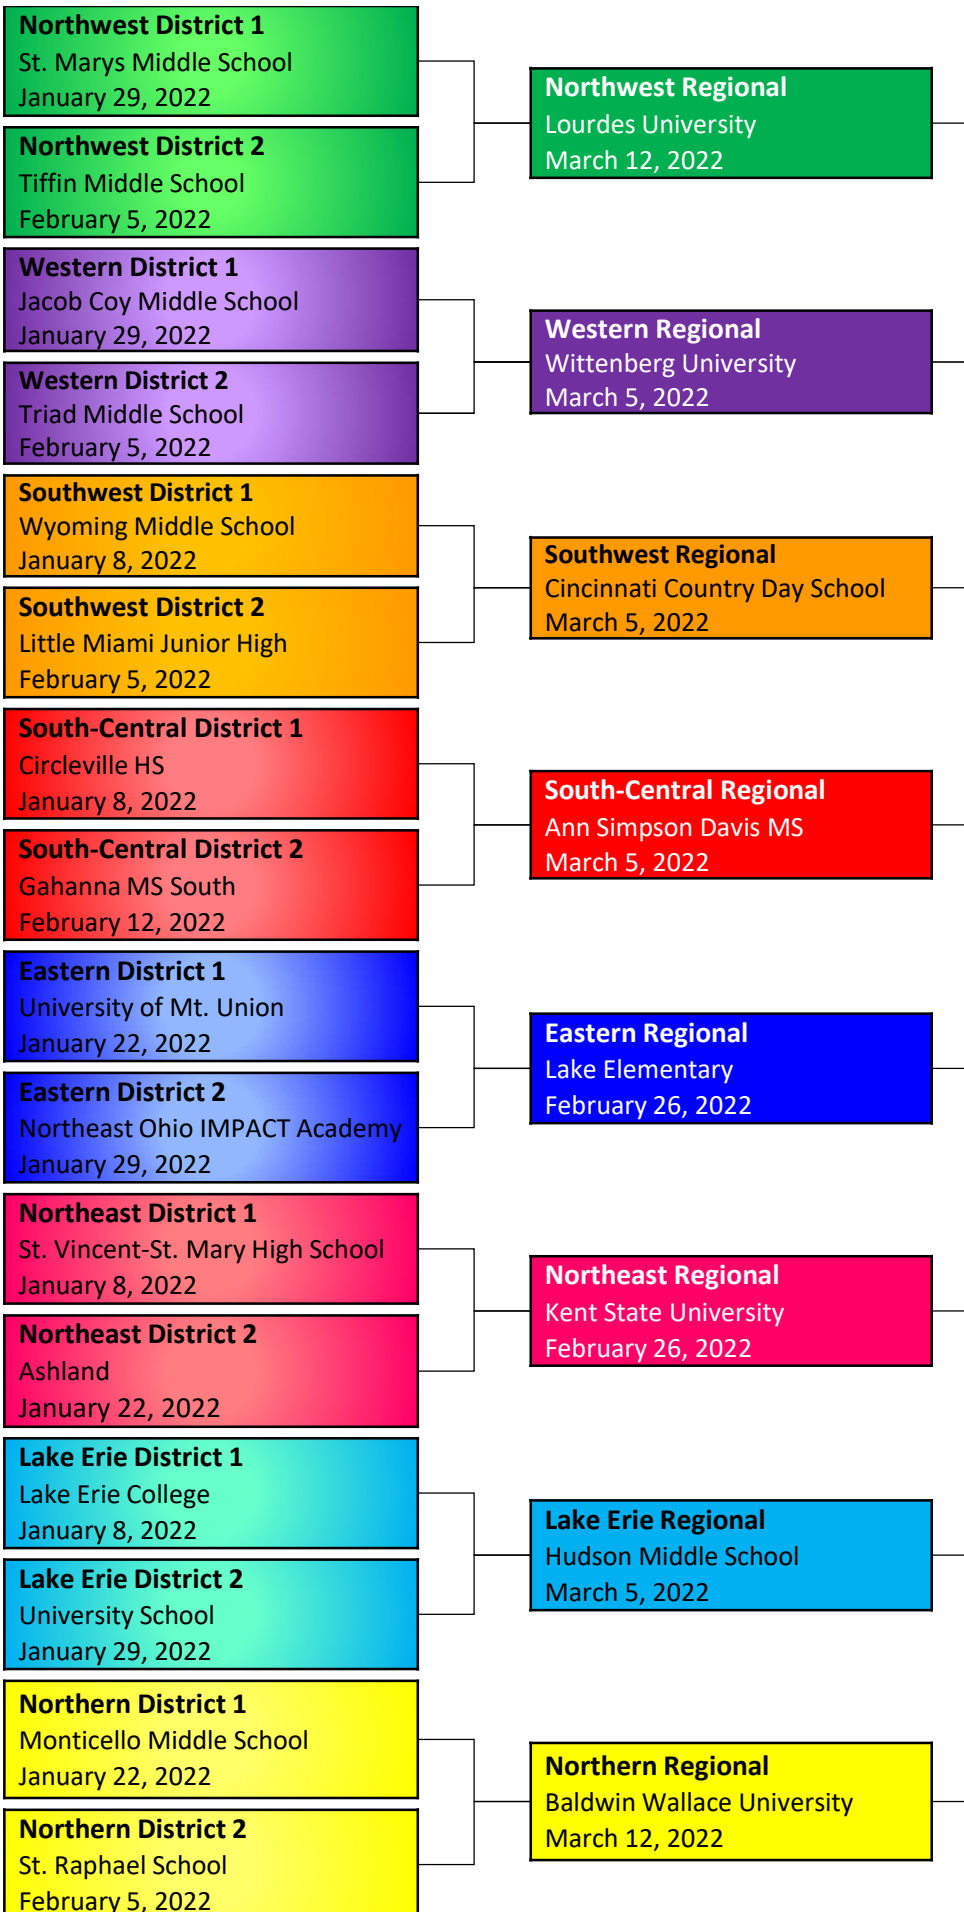 Northwest District 1
St. Marys Middle School
January 29, 2022
Northwest District 2
Tiffin Middle School
February 5, 2022
Northwest Regional
Lourdes University
March 12, 2022
Western District 1
Jacob Coy Middle School
January 29, 2022
Western District 2
Triad Middle School
February 5, 2022
Western Regional
Wittenberg University
March 5, 2022
Southwest District 1
Wyoming Middle School
January 8, 2022
Southwest District 2
Little Miami Junior High
February 5, 2022
Southwest Regional
Cincinnati Country Day School
March 5, 2022
South-Central District 1
Circleville HS
January 8, 2022
South-Central District 2
Gahanna MS South
February 12, 2022
South-Central Regional
Ann Simpson Davis MS
March 5, 2022
Eastern District 1
University of Mt. Union
January 22, 2022
Eastern District 2
Northeast Ohio IMPACT Academy
January 29, 2022
Eastern Regional
Lake Elementary
February 26, 2022
Northeast District 1
St. Vincent-St. Mary High School
January 8, 2022
Northeast District 2
Ashland
January 22, 2022
Northeast Regional
Kent State University
February 26, 2022
Lake Erie District 1
Lake Erie College
January 8, 2022
Lake Erie District 2
University School
January 29, 2022
Lake Erie Regional
Hudson Middle School
March 5, 2022
Northern District 1
Monticello Middle School
January 22, 2022
Northern District 2
St. Raphael School
February 5, 2022
Northern Regional
Baldwin Wallace University
March 12, 2022